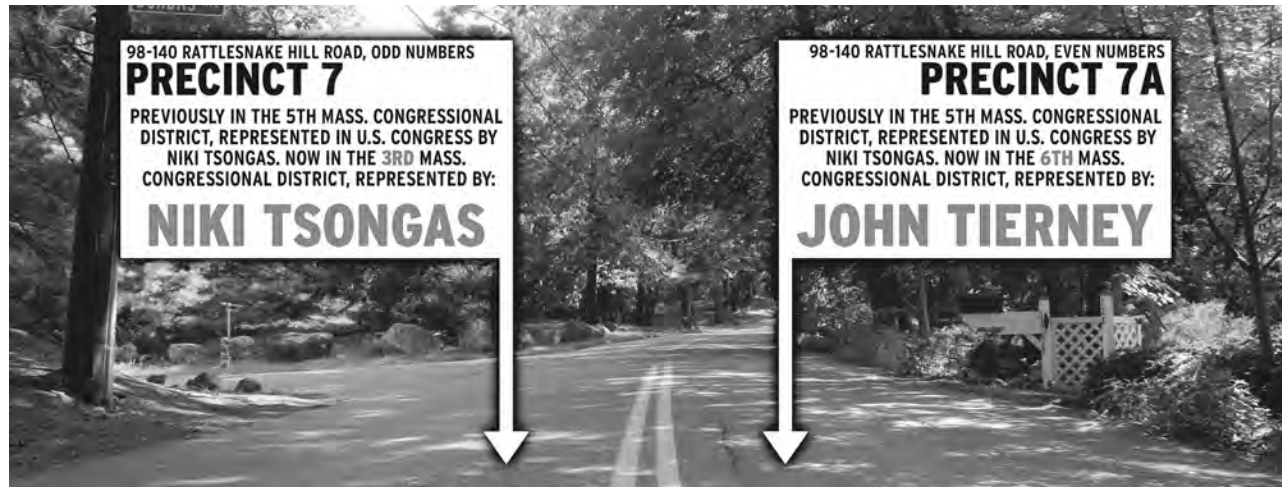 98-140 RATTLESNAKE HILL ROAD, ODD NUMBERS
PRECINCT 7
PREVIOUSLY IN THE 5TH MASS. CONGRESSIONAL
DISTRICT, REPRESENTED IN U.S. CONGRESS BY
NIKI TSONGAS. NOW IN THE 3RD MASS.
CONGRESSIONAL DISTRICT, REPRESENTED BY:
NIKI TSONGAS
98-140 RATTLESNAKE HILL ROAD, EVEN NUMBERS
PRECINCT 7A
PREVIOUSLY IN THE 5TH MASS. CONGRESSIONAL
DISTRICT, REPRESENTED IN U.S. CONGRESS BY
NIKI TSONGAS. NOW IN THE 6TH MASS.
CONGRESSIONAL DISTRICT, REPRESENTED BY:
JOHN TIERNEY